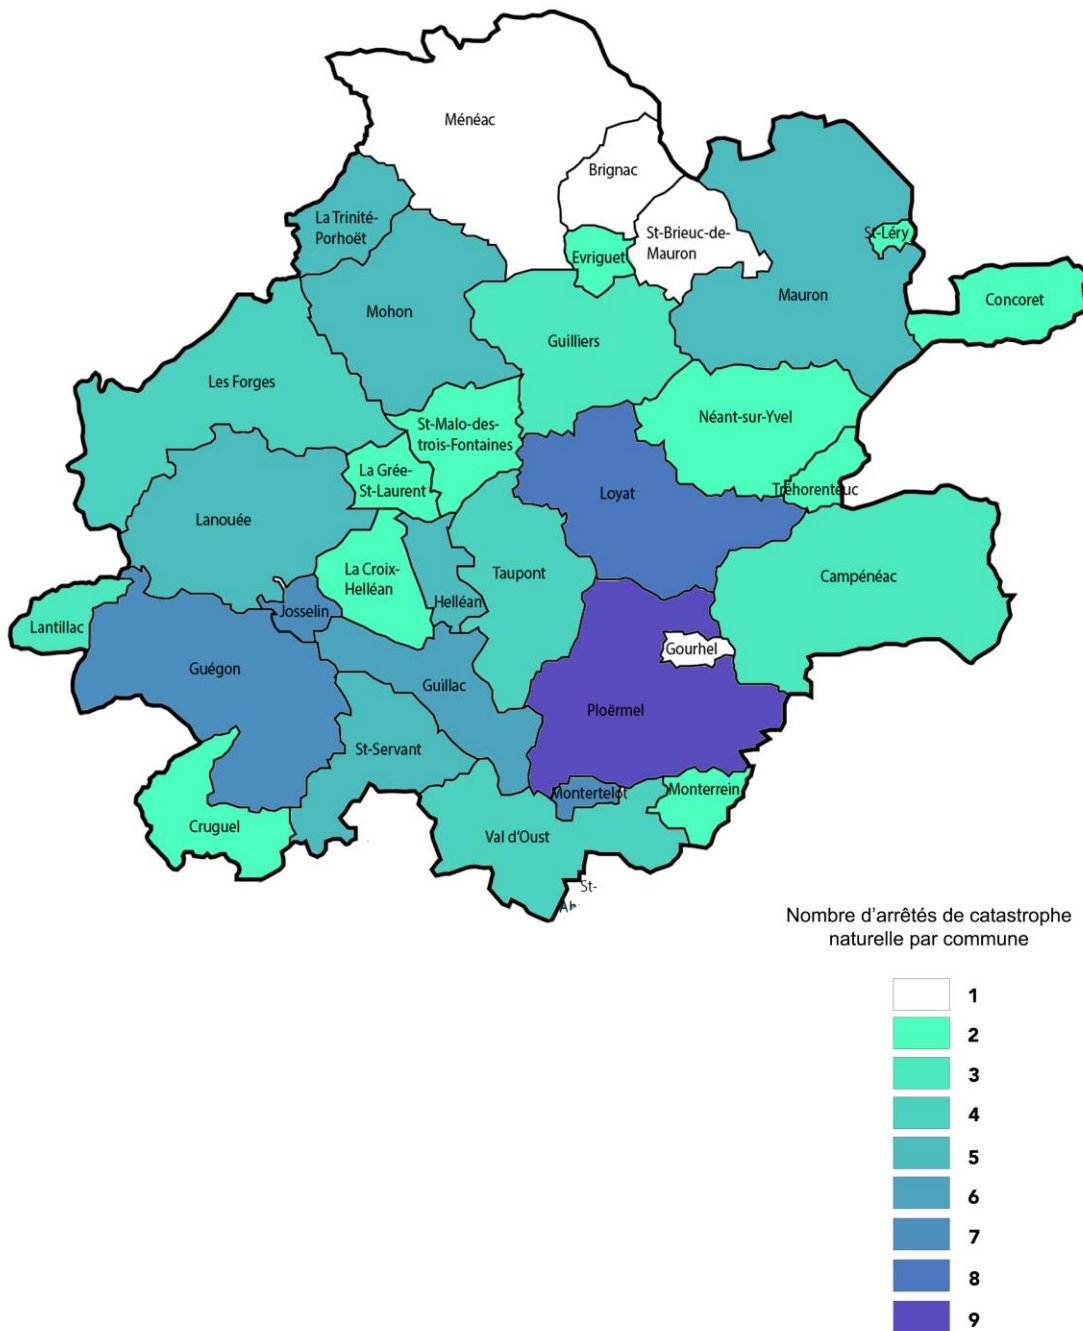 Ménéac
Brignac
St-Brieuc-de-
Mauron
Evriguet
La Trinité-
Porhoët
St-Léry
Mauron
Concoret
Mohon
Guilliers
Les Forges
St-Malo-des-
trois-Fontaines
Néant-sur-Yvel
La Grée-
St-Laurent
Tréhorenteuc
Loyat
Lanouée
La Croix-
Helléan
Taupont
Campénéac
Helléan
Josselin
Lantillac
Gourhel
Guégon
Guillac
Ploërmel
St-Servant
Montertelot
Monterrein
Cruguel
Val d'Oust
St-
Nombre d'arrêtés de catastrophe
naturelle par commune
1
2
3
4
5
6
7
8
9